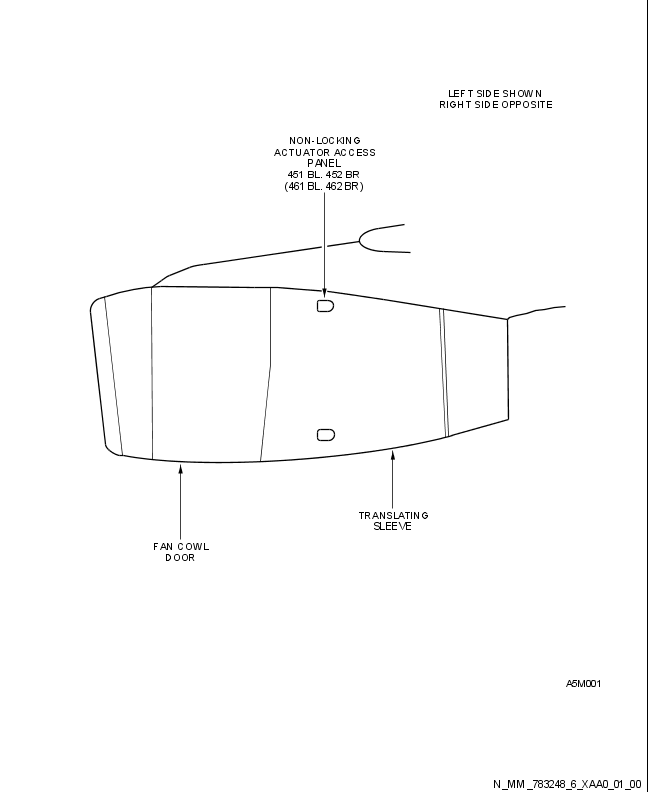 LEFT SIDE SHOWN
RIGHT SIDE OPPOSITE
NON-LOCKING
ACTUATOR ACCESS
PANEL
451 BL. 452 BR
(461 BL. 462 BR)
TRANSLATING
SLEEVE
FAN COWL
DOOR
A5M001
N_MM_783248_6_XAA0_01_00